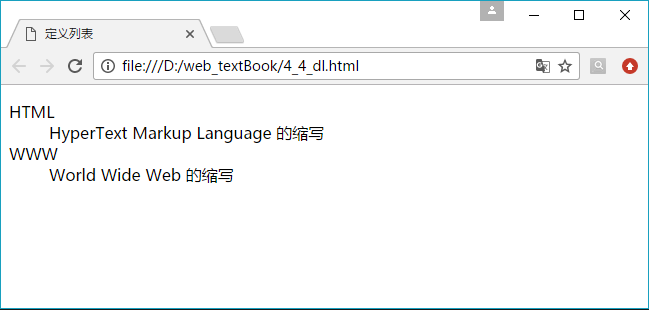 定义列表
file:///D:/web_textBook/4_4_dl.html
HTML
HyperText Markup Language 的缩写
WWW
World Wide Web 的缩写